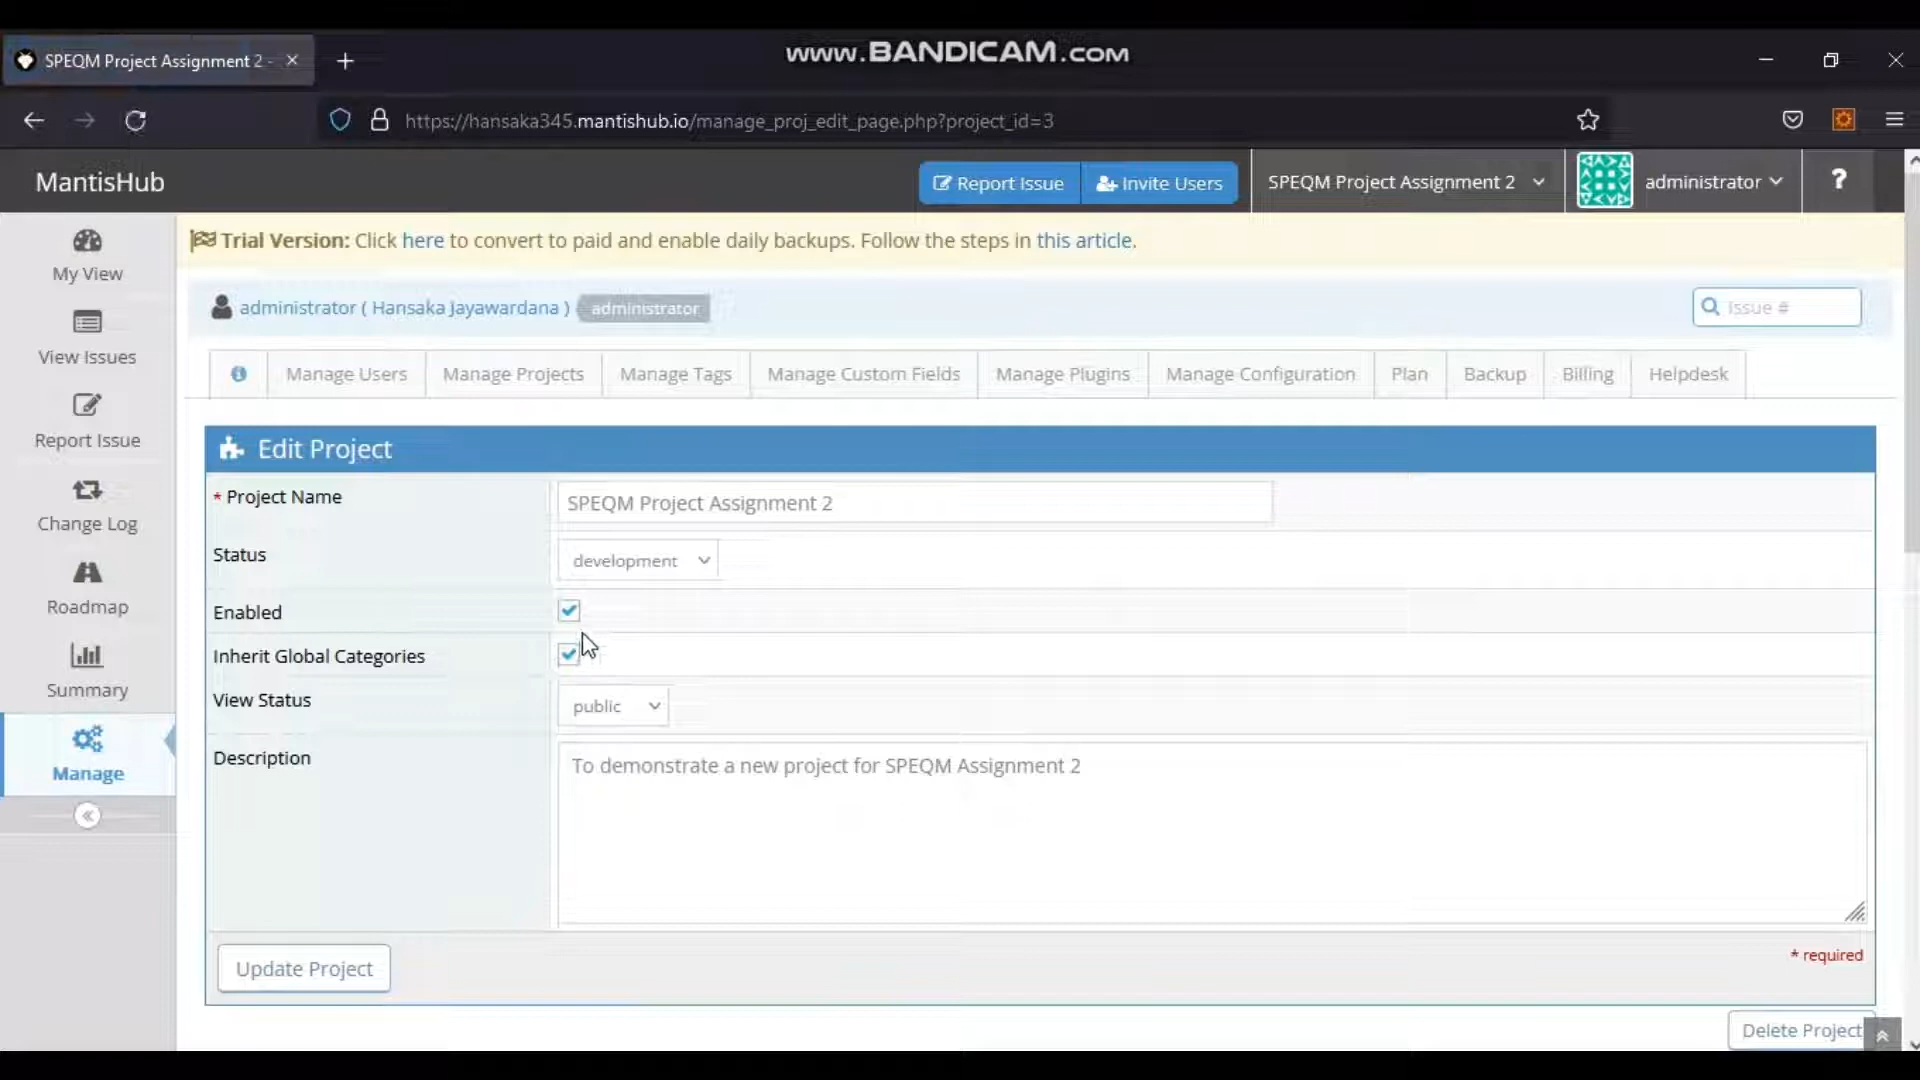 www.BANDICAM.com
SPEQM Project Assignment 2 -
https://hansaka345.mantishub.io/manage_proj_edit_page.php?project_id=3
MantisHub
Report Issue
Invite Users
SPEQM Project Assignment 2
administrator
?
My View
View Issues
Report Issue
Change Log
Roadmap
Summary
Manage
Trial Version: Click here to convert to paid and enable daily backups. Follow the steps in this article.
administrator ( Hansaka Jayawardana ) administrator
Issue #
Manage Users
Manage Projects
Manage Tags
Manage Custom Fields
Manage Plugins
Manage Configuration
Plan
Backup
Billing
Helpdesk
Edit Project
* Project Name
SPEQM Project Assignment 2
Status
development
Enabled
Inherit Global Categories
View Status
public
Description
To demonstrate a new project for SPEQM Assignment 2
Update Project
* required
Delete Project